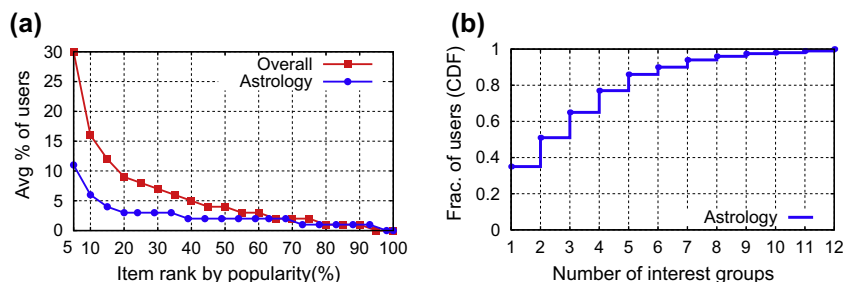 (a)
Avg % of users
30
25
20
15
10
5
0
Overall
Astrology
5 10 20 30 40 50 60 70 80 90 100
Item rank by popularity(%)
(b)
Frac. of users (CDF)
1
0.8
0.6
0.4
0.2
0
Astrology
1 2 3 4 5 6 7 8 9 10 11 12
Number of interest groups